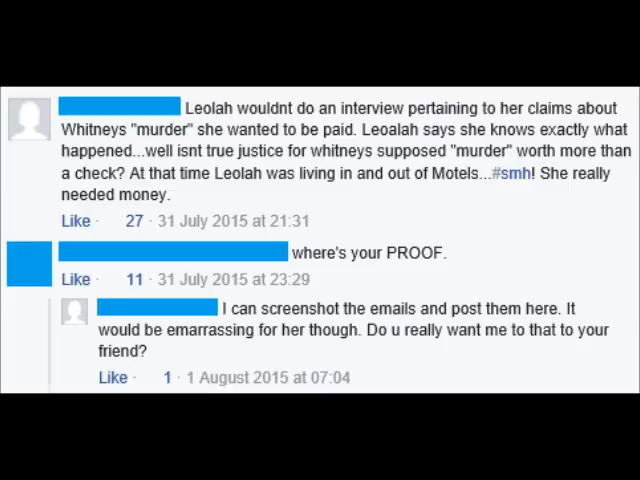 Leolah wouldnt do an interview pertaining to her claims about
Whitneys "murder" she wanted to be paid. Leoalah says she knows exactly what
happened...well isnt true justice for whitneys supposed "murder" worth more than
a check? At that time Leolah was living in and out of Motels...#smh! She really
needed money.
Like · 27 · 31 July 2015 at 21:31
where's your PROOF.
Like · 11 · 31 July 2015 at 23:29
I can screenshot the emails and post them here. It
would be emarrassing for her though. Do u really want me to that to your
friend?
Like · 1 · 1 August 2015 at 07:04